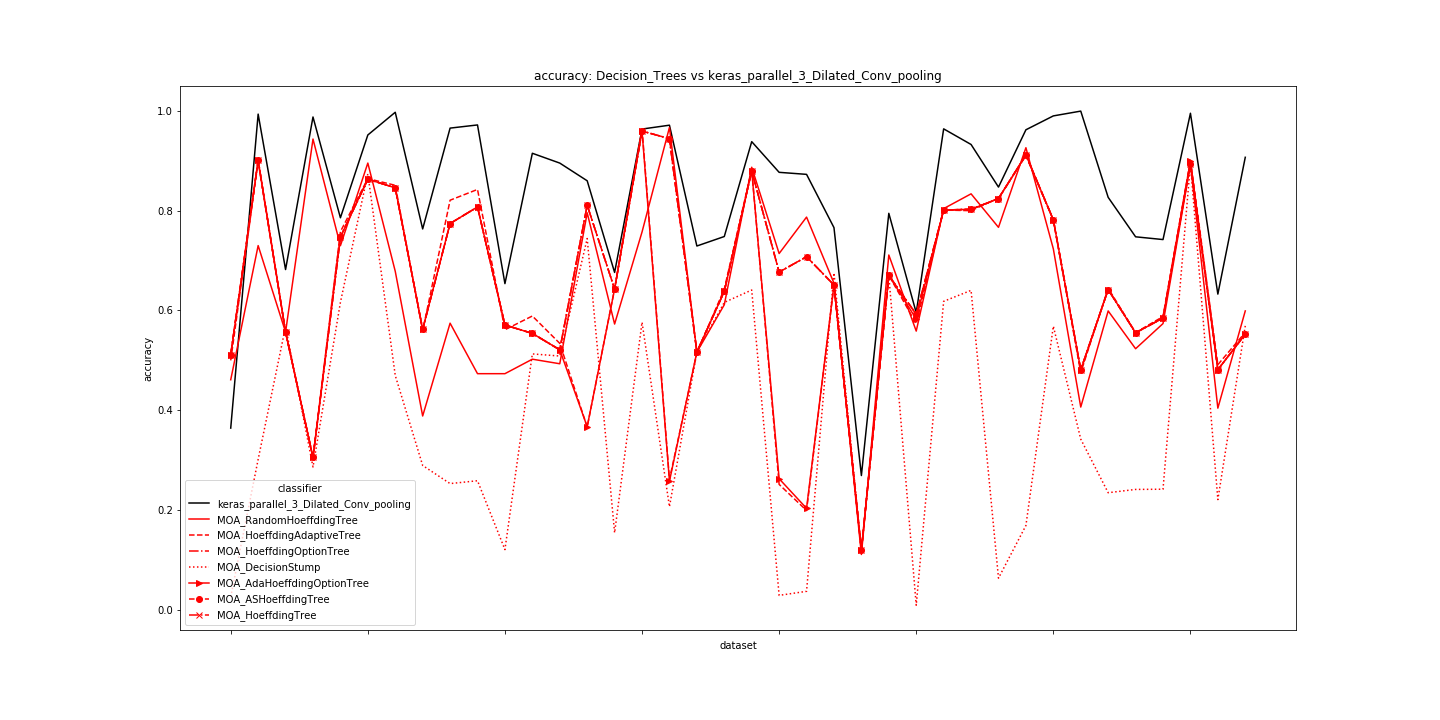 accuracy: Decision_Trees vs keras_parallel_3_Dilated_Conv_pooling
1.0
0.8
0.6
0.4
0.2
0.0
accuracy
classifier
keras_parallel_3_Dilated_Conv_pooling
MOA_RandomHoeffdingTree
MOA_HoeffdingAdaptiveTree
MOA_HoeffdingOptionTree
MOA_DecisionStump
MOA_AdaHoeffdingOptionTree
MOA_ASHoeffdingTree
MOA_HoeffdingTree
dataset